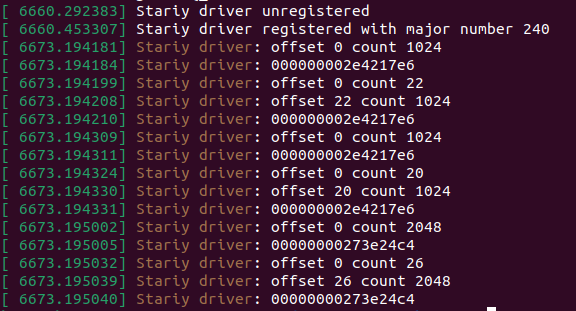 [ 6660.292383] Stariy driver unregistered
[ 6660.453307] Stariy driver registered with major number 240
[ 6673.194181] Stariy driver: offset 0 count 1024
[ 6673.194184] Stariy driver: 000000002e4217e6
[ 6673.194199] Stariy driver: offset 0 count 22
[ 6673.194208] Stariy driver: offset 22 count 1024
[ 6673.194210] Stariy driver: 000000002e4217e6
[ 6673.194309] Stariy driver: offset 0 count 1024
[ 6673.194311] Stariy driver: 000000002e4217e6
[ 6673.194324] Stariy driver: offset 0 count 20
[ 6673.194330] Stariy driver: offset 20 count 1024
[ 6673.194331] Stariy driver: 000000002e4217e6
[ 6673.195002] Stariy driver: offset 0 count 2048
[ 6673.195005] Stariy driver: 00000000273e24c4
[ 6673.195032] Stariy driver: offset 0 count 26
[ 6673.195039] Stariy driver: offset 26 count 2048
[ 6673.195040] Stariy driver: 00000000273e24c4